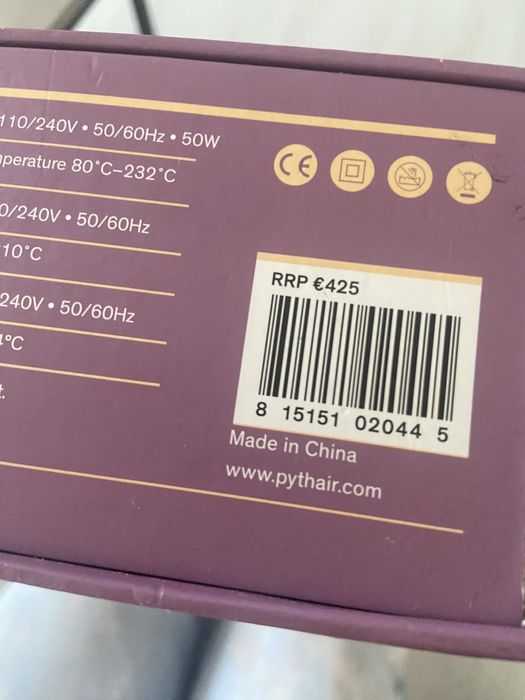 110/240V • 50/60Hz • 50W
perature 80°C–232°C
0/240V • 50/60Hz
10°C
240V • 50/60Hz
°C
CE
RRP €425
8 15151 02044 5
Made in China
www.pythair.com